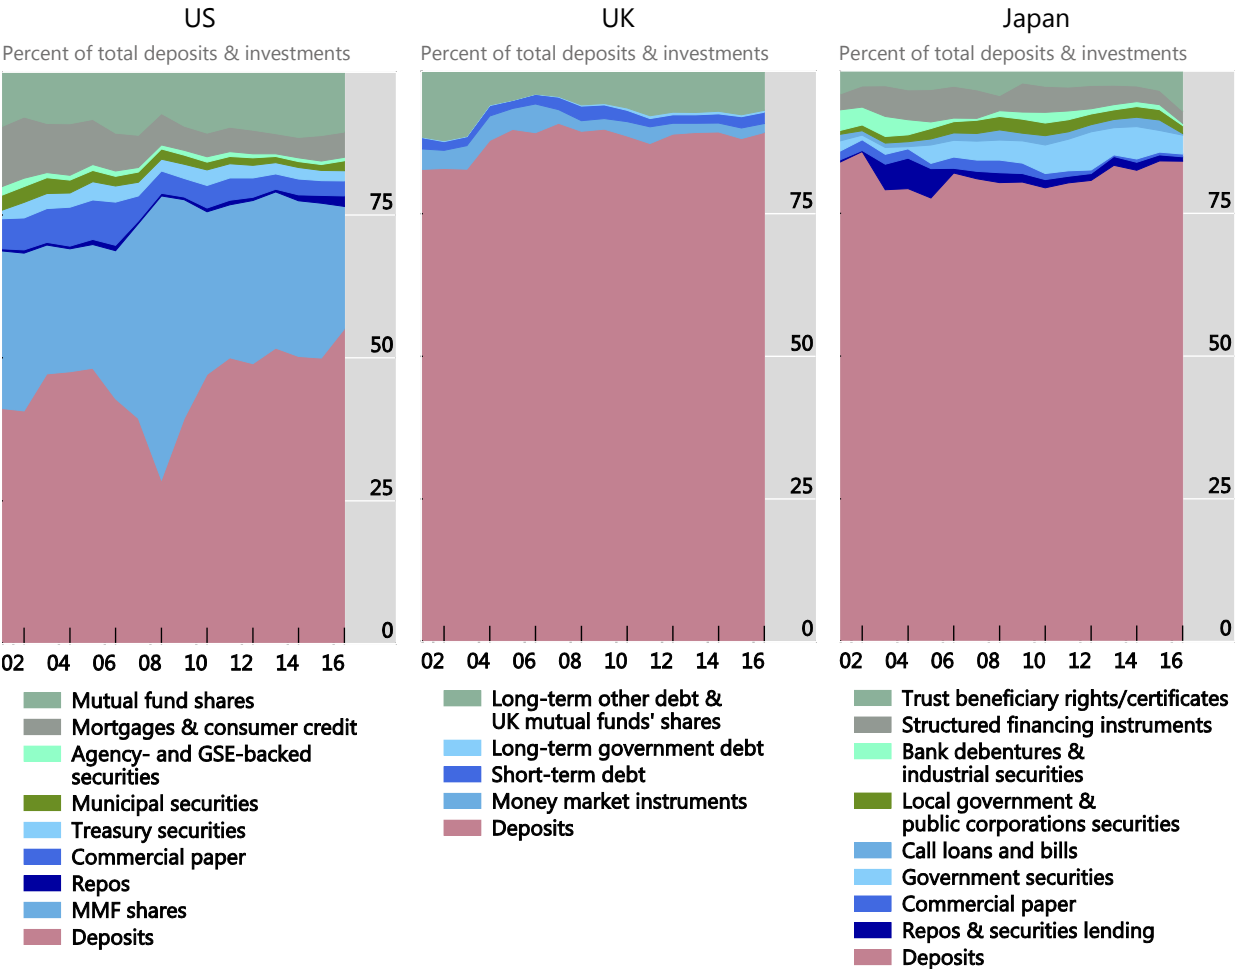 US
Percent of total deposits & investments
75
50
25
0
02 04 06 08 10 12 14 16
Mutual fund shares
Mortgages & consumer credit
Agency- and GSE-backed
securities
Municipal securities
Treasury securities
Commercial paper
Repos
MMF shares
Deposits
UK
Percent of total deposits & investments
75
50
25
0
02 04 06 08 10 12 14 16
Long-term other debt &
UK mutual funds' shares
Long-term government debt
Short-term debt
Money market instruments
Deposits
Japan
Percent of total deposits & investments
75
50
25
0
02 04 06 08 10 12 14 16
Trust beneficiary rights/certificates
Structured financing instruments
Bank debentures &
industrial securities
Local government &
public corporations securities
Call loans and bills
Government securities
Commercial paper
Repos & securities lending
Deposits